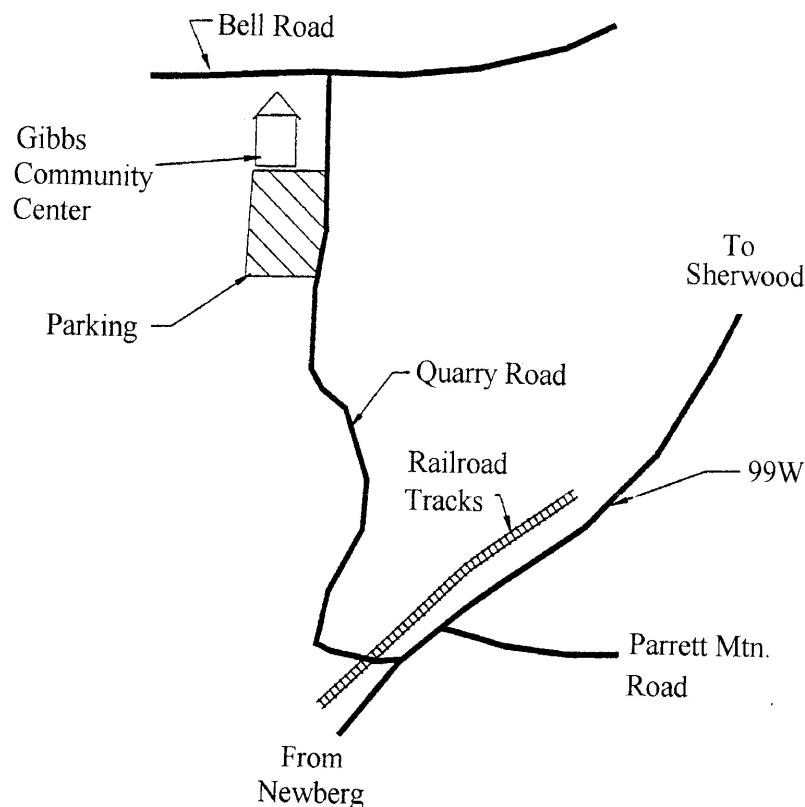 Bell Road
Gibbs
Community
Center
To
Sherwood
Parking
Quarry Road
Railroad
Tracks
99W
Parrett Mtn.
Road
From
Newberg